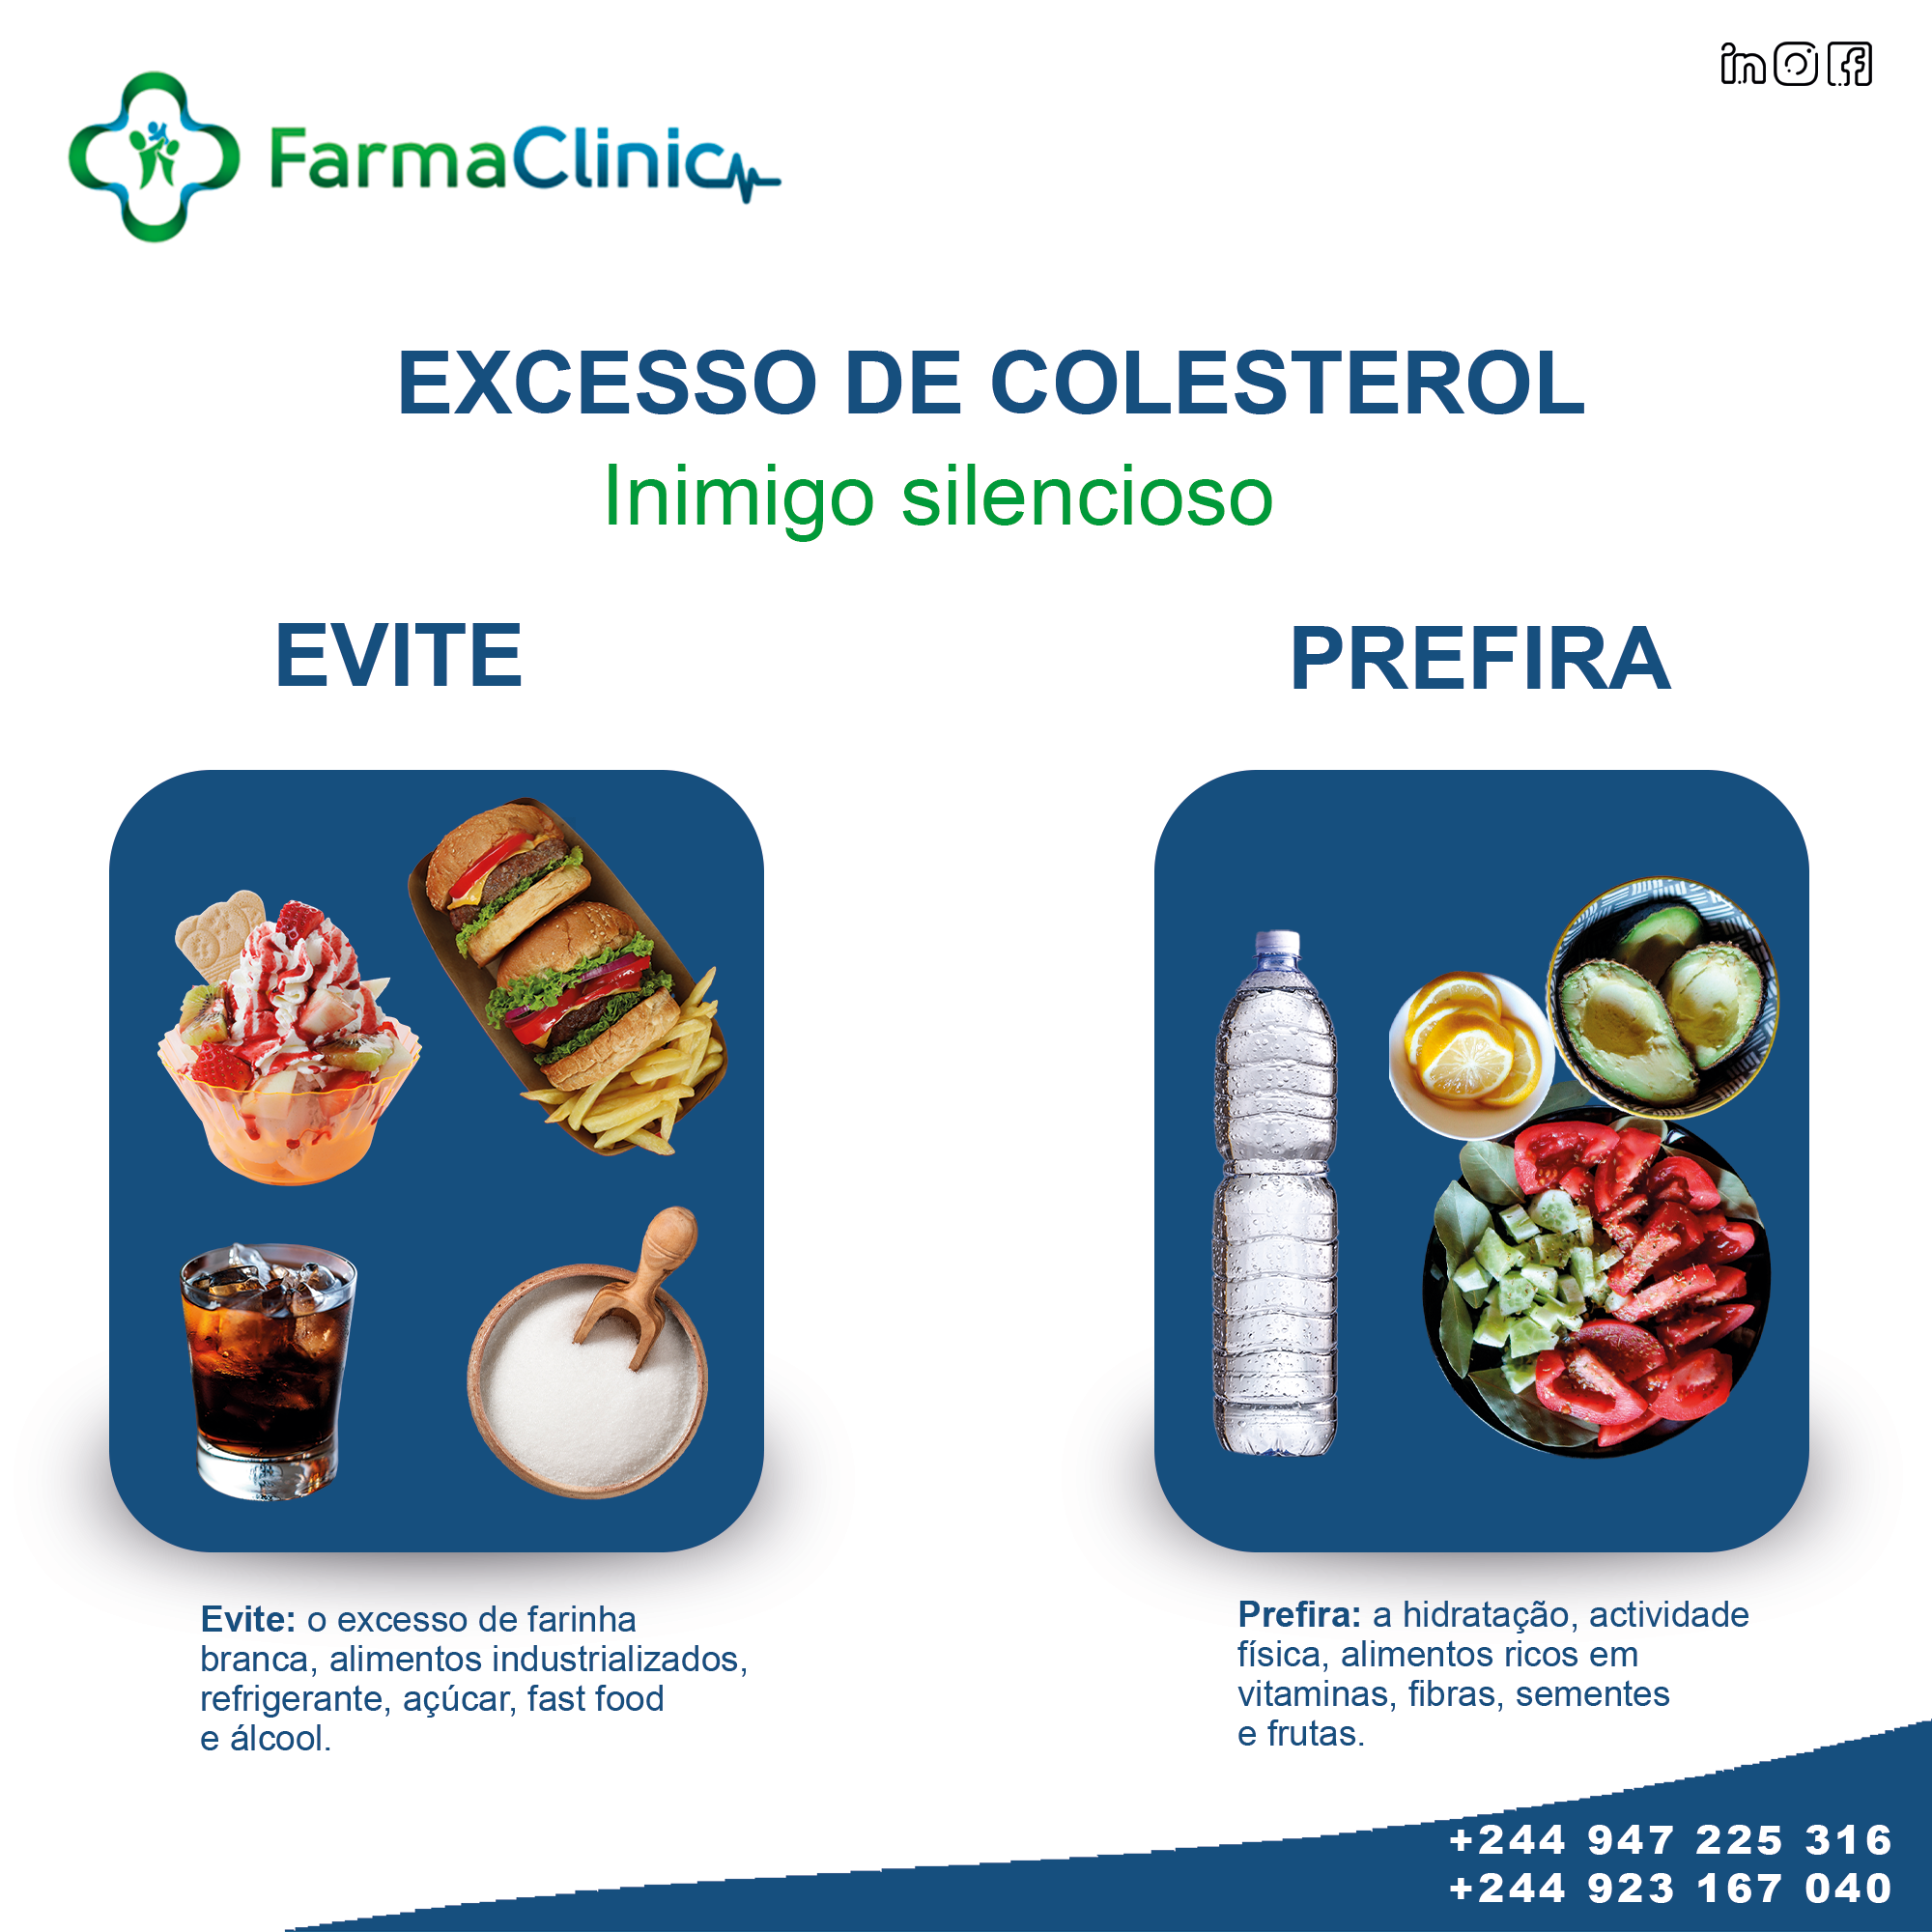 FarmaClinic
EXCESSO DE COLESTEROL
Inimigo silencioso
EVITE
PREFIRA
Evite: o excesso de farinha
branca, alimentos industrializados,
refrigerante, açúcar, fast food
e álcool.
Prefira: a hidratação, actividade
física, alimentos ricos em
vitaminas, fibras, sementes
e frutas.
+244 947 225 316
+244 923 167 040